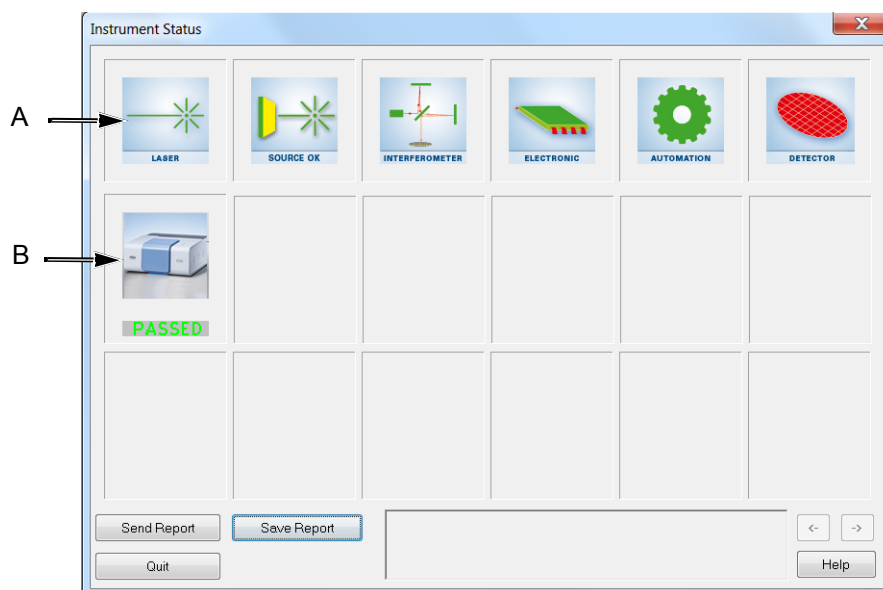 Instrument Status
X
A
LASER
SOURCE OK
INTERFEROMETER
ELECTRONIC
AUTOMATION
DETECTOR
B
PASSED
Send Report
Save Report
<-
->
Quit
Help